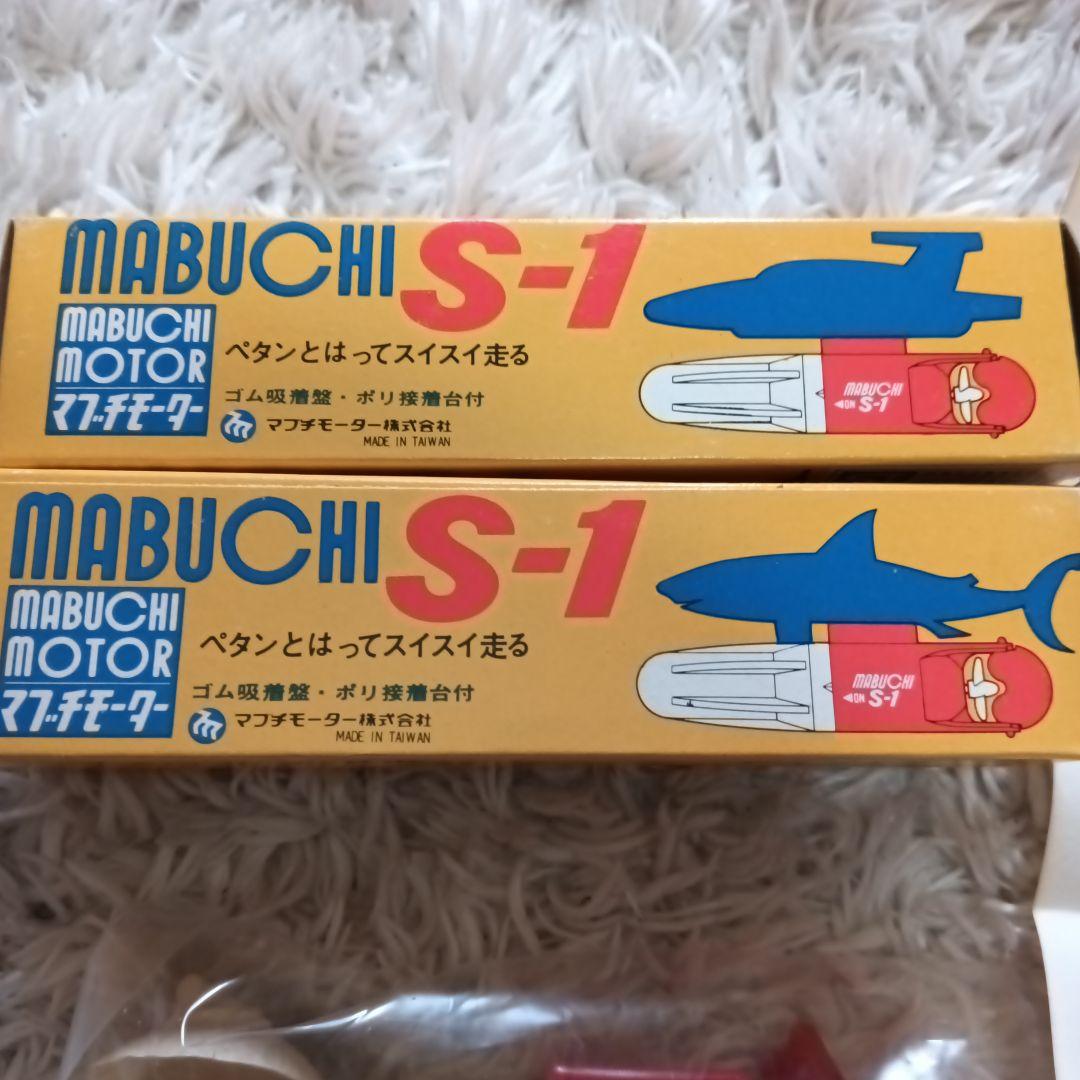 MABUCHI S-1
MABUCHI
MOTOR
マブチモーター
ペタンとはってスイスイ走る
ゴム吸着盤・ポリ接着台付
マブチモーター株式会社
MADE IN TAIWAN
MABUCHI
◀ON S-1
MABUCHI S-1
MABUCHI
MOTOR
マブチモーター
ペタンとはってスイスイ走る
ゴム吸着盤・ポリ接着台付
マブチモーター株式会社
MADE IN TAIWAN
MABUCHI
◀ON S-1